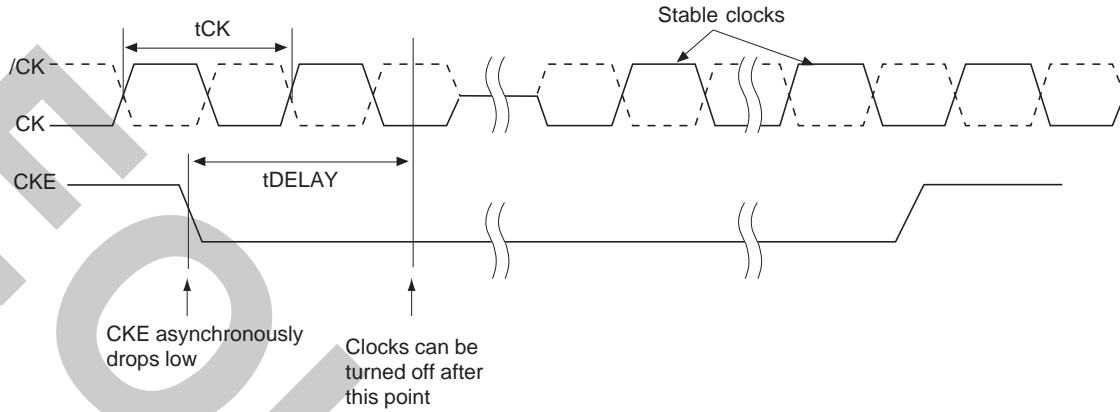 Stable clocks
tCK
/CK
CK
tDELAY
CKE
CKE asynchronously
drops low
Clocks can be
turned off after
this point